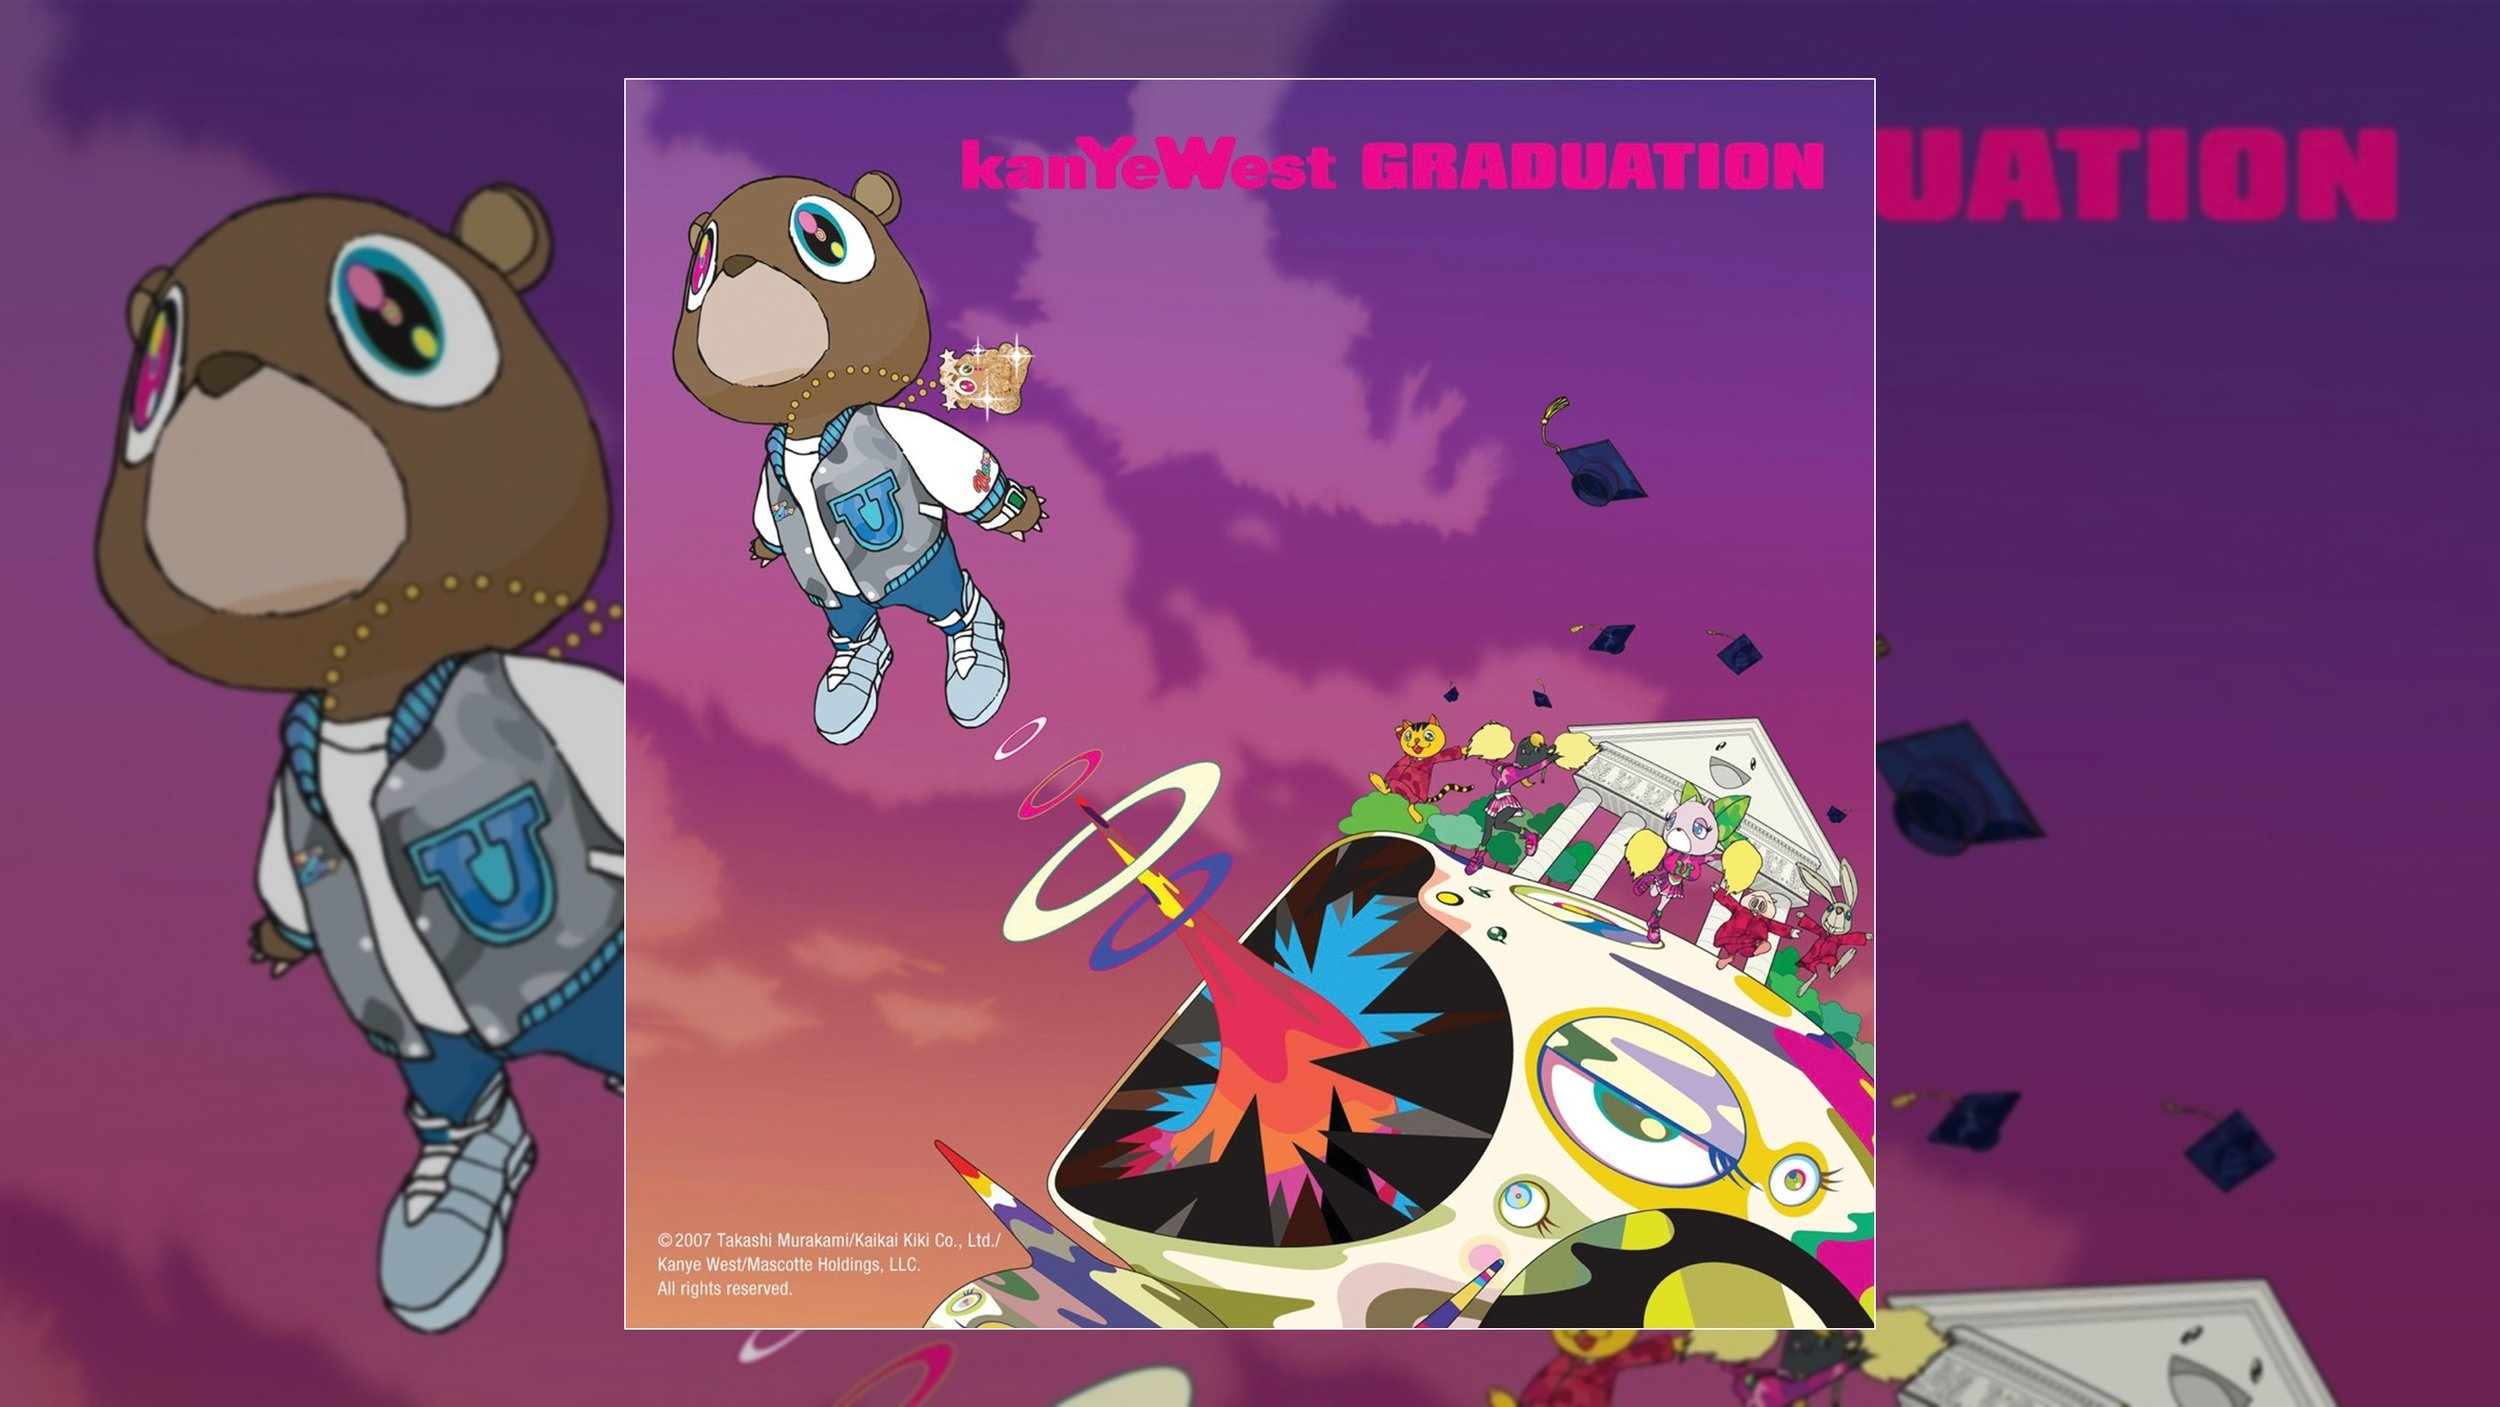 kanYeWest GRADUATION
UATION
U
U
U
©2007 Takashi Murakami/Kaikai Kiki Co., Ltd./
Kanye West/Mascotte Holdings, LLC.
All rights reserved.